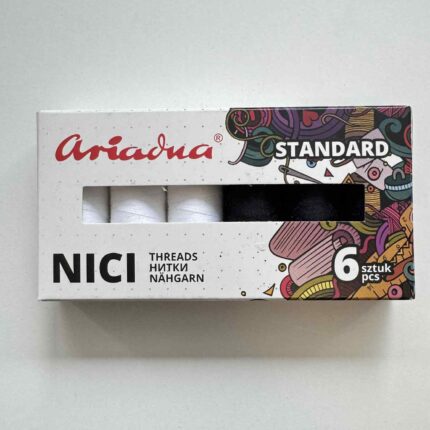 ariadna®
STANDARD
NICI
THREADS
НИТКИ
NÄHGARN
6 sztuk
pcs